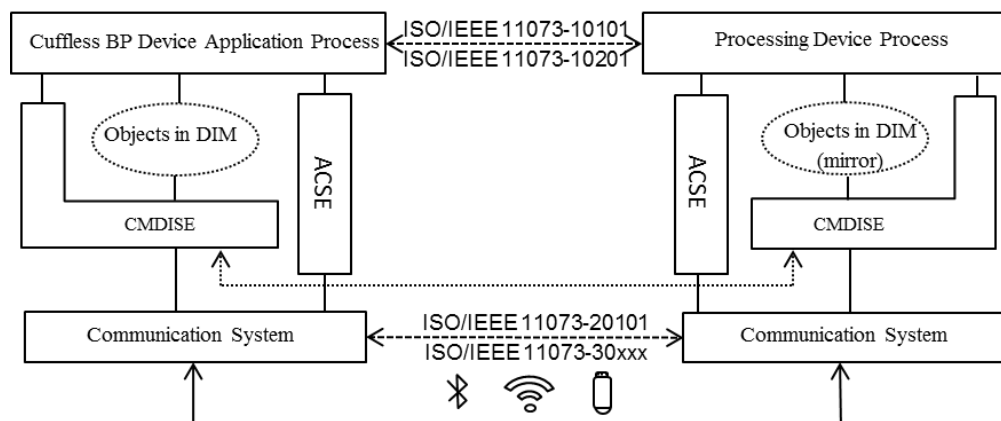 Cuffless BP Device Application Process
ISO/IEEE 11073-10101
ISO/IEEE 11073-10201
Processing Device Process
Objects in DIM
ACSE
CMDISE
ACSE
Objects in DIM
(mirror)
CMDISE
Communication System
ISO/IEEE 11073-20101
ISO/IEEE 11073-30xxx
Communication System